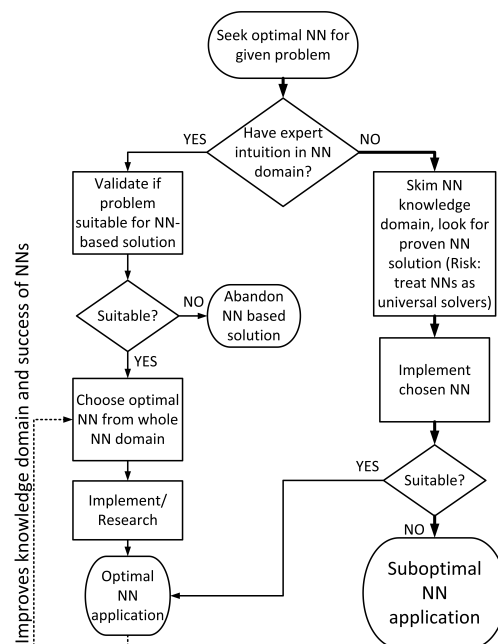 Seek optimal NN for
given problem
Have expert
intuition in NN
domain?
YES
NO
Validate if
problem
suitable for NN-
based solution
Skim NN
knowledge
domain, look for
proven NN
solution (Risk:
treat NNs as
universal solvers)
Suitable?
NO
Abandon
NN based
solution
YES
Implement
chosen NN
Choose optimal
NN from whole
NN domain
YES
Suitable?
NO
Implement/
Research
Optimal
NN
application
Suboptimal
NN
application
Improves knowledge domain and success of NNs